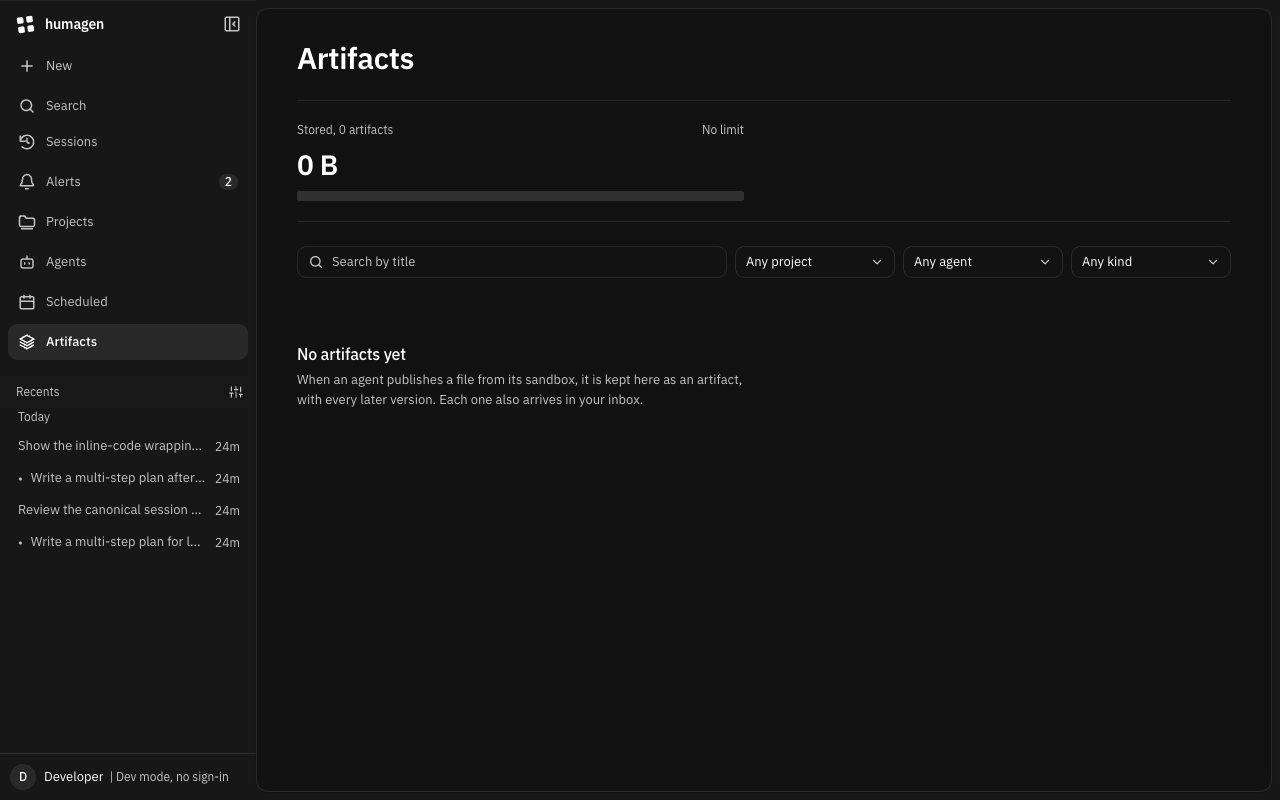 humagen
New
Search
Sessions
Alerts 2
Projects
Agents
Scheduled
Artifacts
Recents
Today
Show the inline-code wrappin... 24m
• Write a multi-step plan after... 24m
Review the canonical session ... 24m
• Write a multi-step plan for l... 24m
D Developer | Dev mode, no sign-in
Artifacts
Stored, 0 artifacts No limit
0 B
Search by title Any project Any agent Any kind
No artifacts yet
When an agent publishes a file from its sandbox, it is kept here as an artifact,
with every later version. Each one also arrives in your inbox.